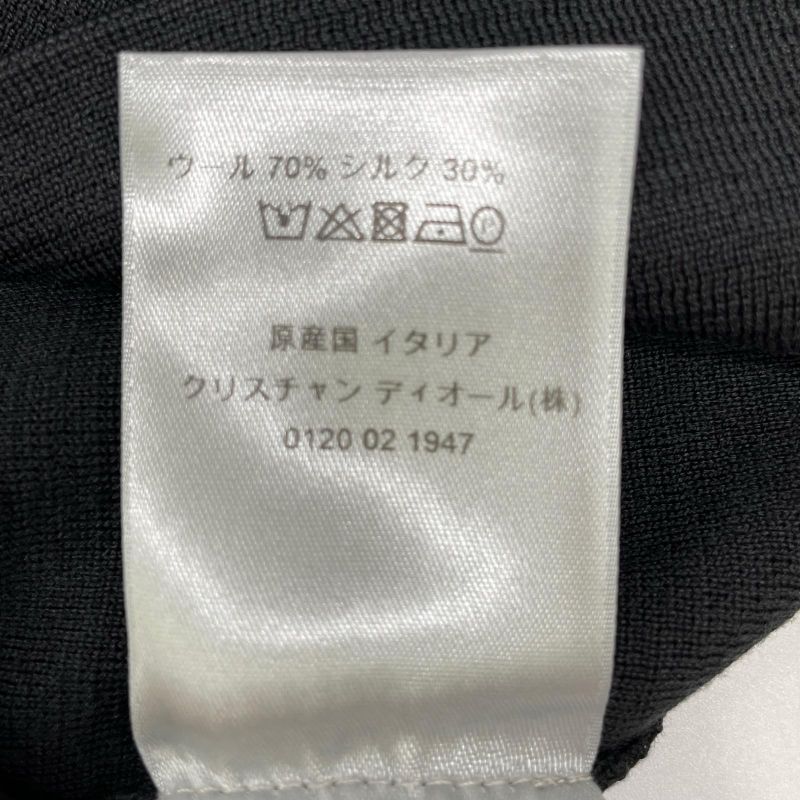 ウール 70% シルク 30%
P
原産国 イタリア
クリスチャン ディオール(株)
0120 02 1947